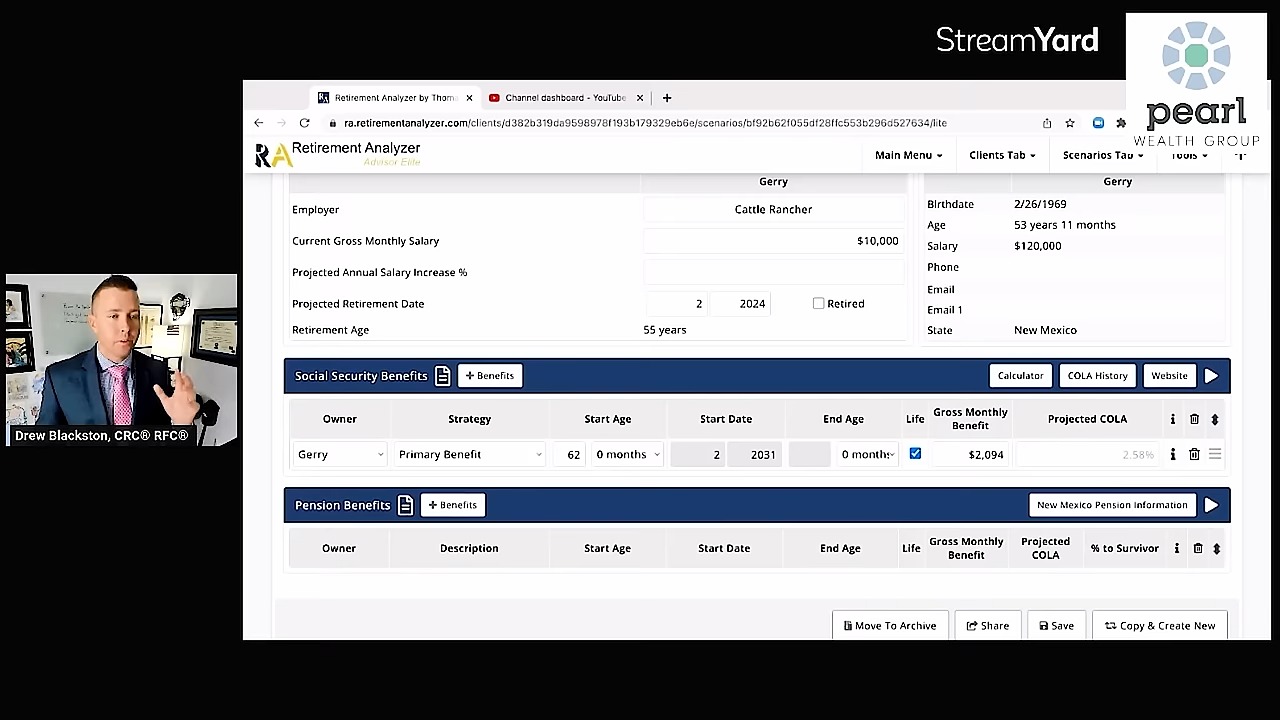 StreamYard
pearl
WEALTH GROUP
Retirement Analyzer by Thom
Channel dashboard - YouTube
ra.retirementanalyzer.com/clients/d382b319da9598978f193b179329eb6e/scenarios/bf92b62f055df28ffc553b296d527634/lite
RA Retirement Analyzer
Advisor Elite
Main Menu Clients Tab Scenarios Tab Tools
Gerry Gerry
Employer Cattle Rancher Birthdate 2/26/1969
Age 53 years 11 months
Current Gross Monthly Salary $10,000 Salary $120,000
Projected Annual Salary Increase % Phone
Email
Projected Retirement Date 2 2024 Retired Email 1
Retirement Age 55 years State New Mexico
Social Security Benefits + Benefits Calculator COLA History Website
Owner Strategy Start Age Start Date End Age Life Gross Monthly Benefit Projected COLA i
Gerry Primary Benefit 62 0 months 2 2031 0 months $2,094 2.58% i
Pension Benefits + Benefits New Mexico Pension Information
Owner Description Start Age Start Date End Age Life Gross Monthly Benefit Projected COLA % to Survivor i
Move To Archive Share Save Copy & Create New
Drew Blackston, CRC® RFC®